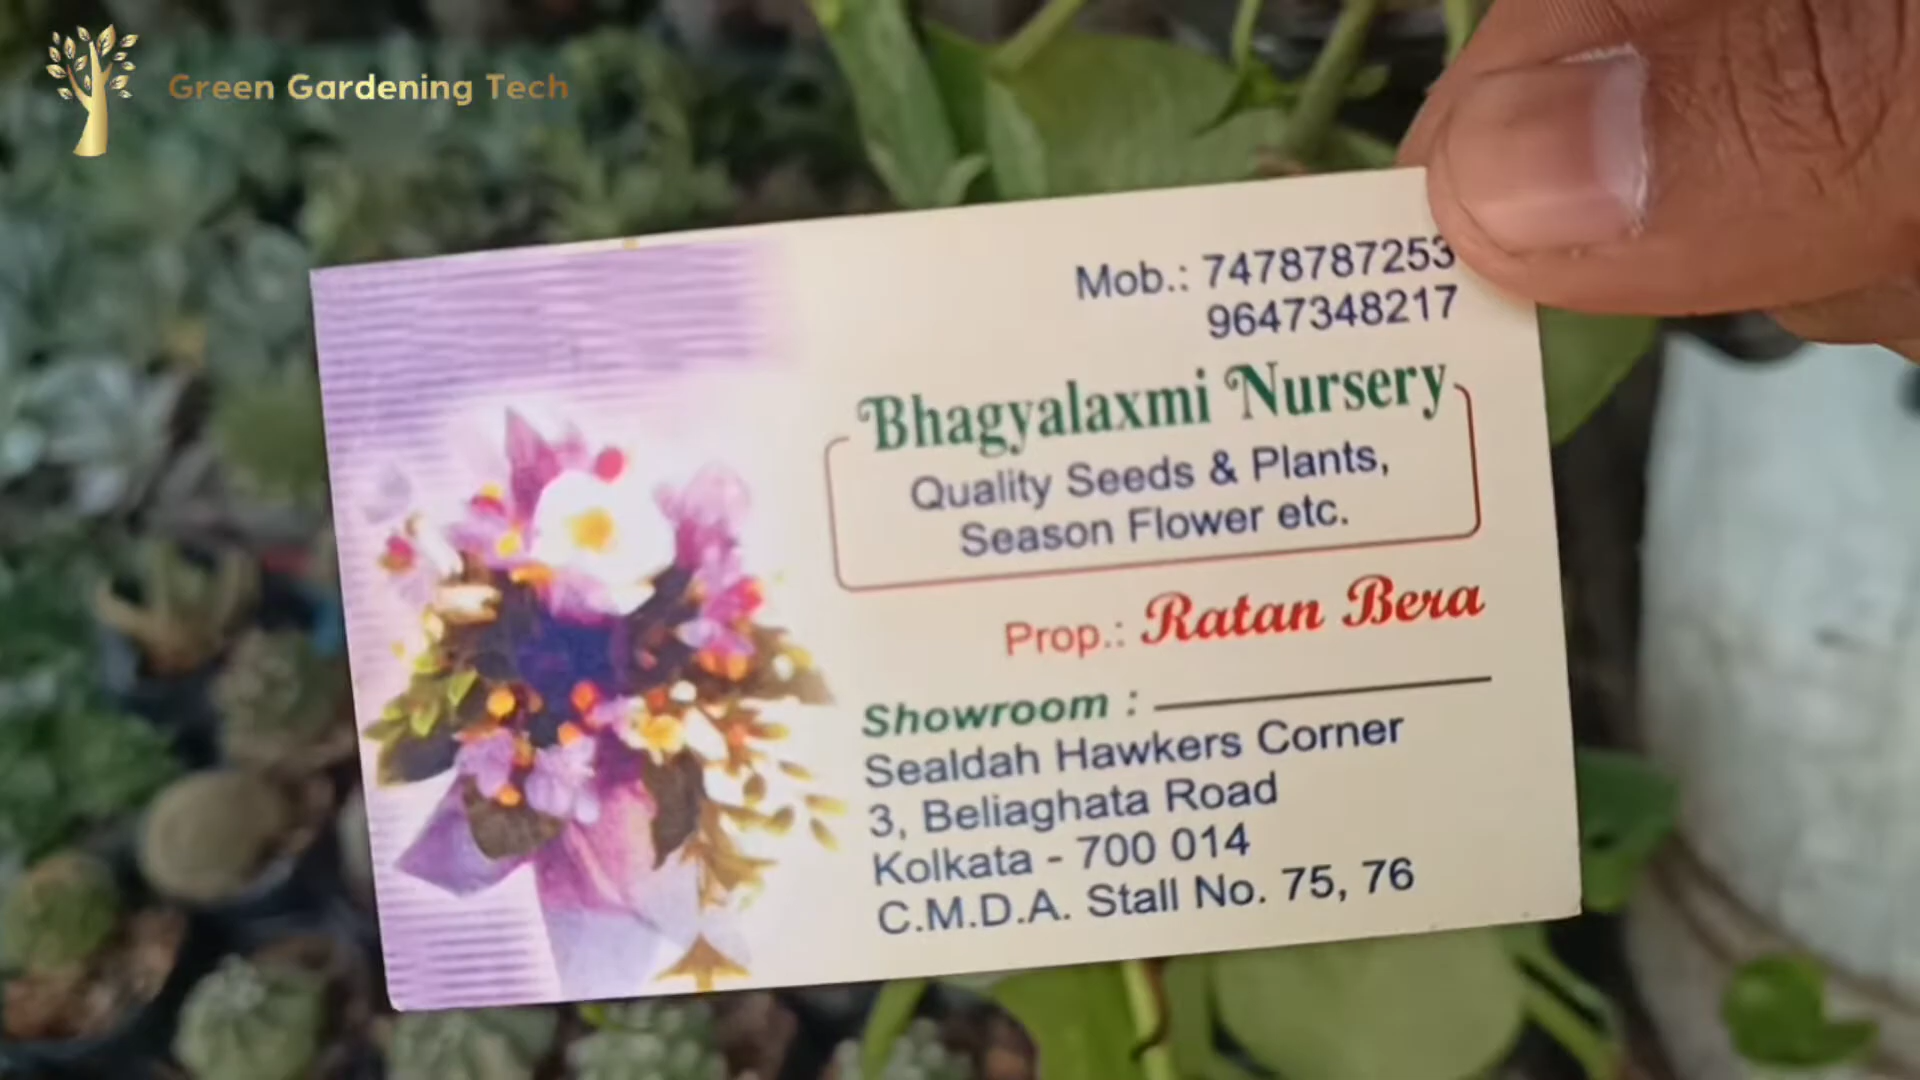 Green Gardening Tech
Mob.: 7478787253
9647348217
Bhagyalaxmi Nursery
Quality Seeds & Plants,
Season Flower etc.
Prop.: Ratan Bera
Showroom :
Sealdah Hawkers Corner
3, Beliaghata Road
Kolkata - 700 014
C.M.D.A. Stall No. 75, 76